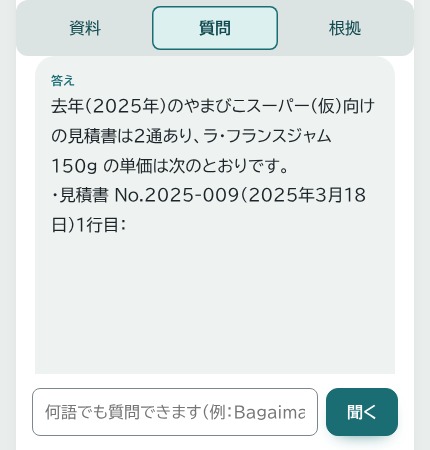 資料
質問
根拠
答え
去年（2025年）のやまびこスーパー（仮）向け
の見積書は2通あり、ラ・フランスジャム
150g の単価は次のとおりです。
・見積書 No.2025-009（2025年3月18
日）1行目：
何語でも質問できます（例：Bagaima
聞く